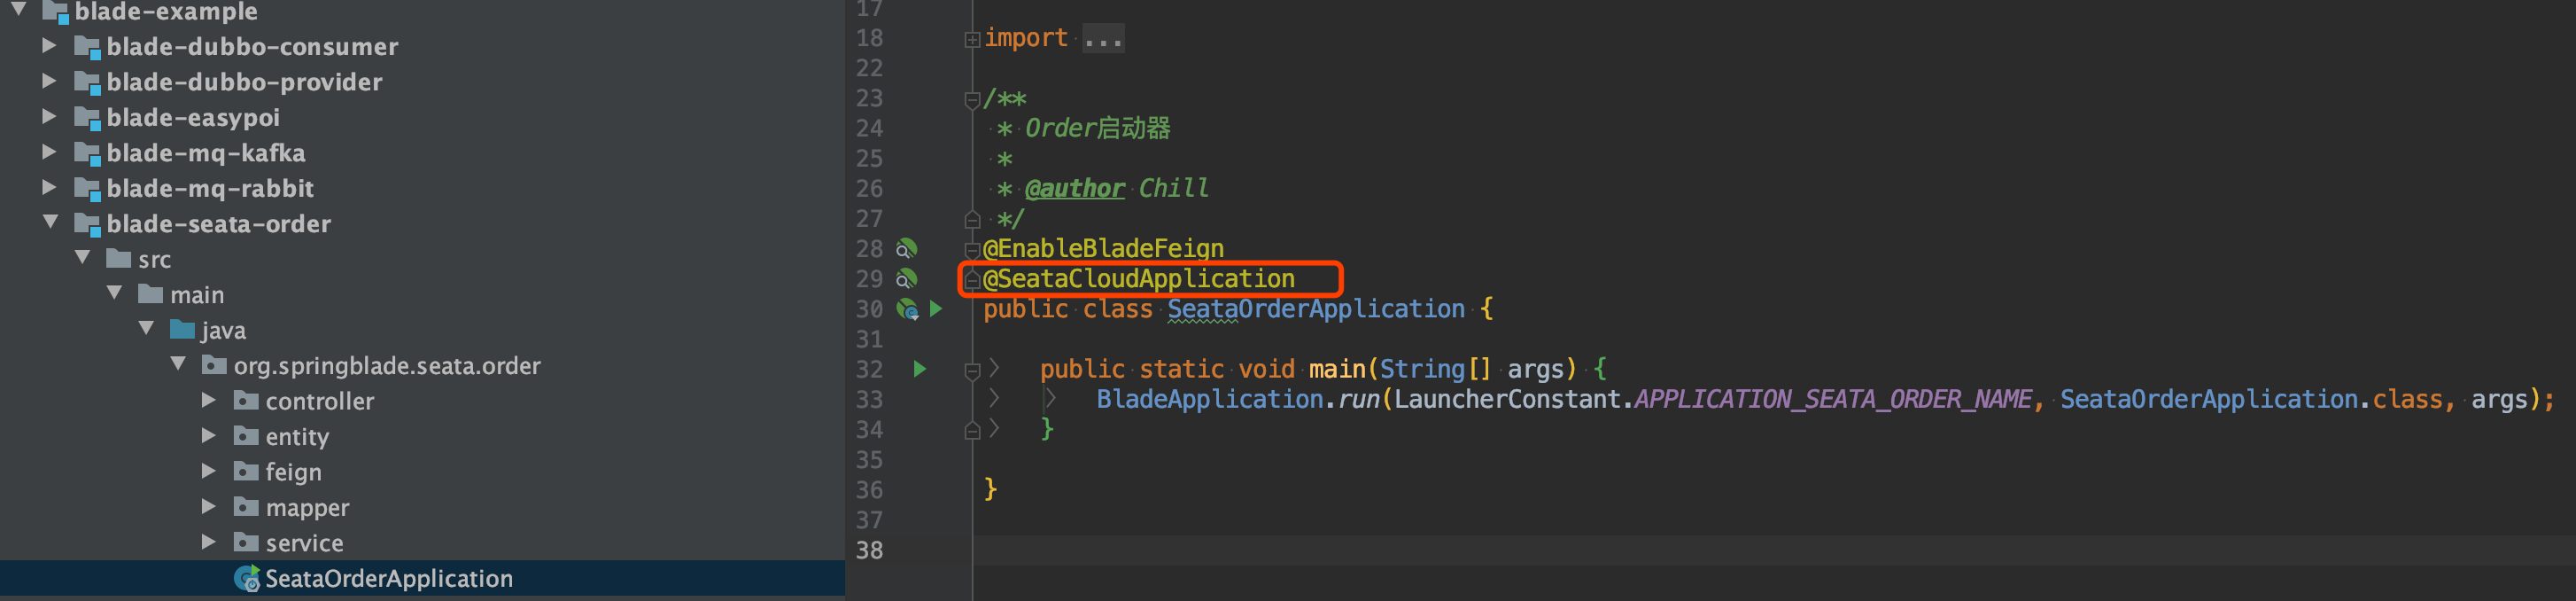 blade-example
blade-dubbo-consumer
blade-dubbo-provider
blade-easypoi
blade-mq-kafka
blade-mq-rabbit
blade-seata-order
src
main
java
org.springblade.seata.order
controller
entity
feign
mapper
service
SeataOrderApplication
17
18 import ...
22
23 /**
24 * Order启动器
25 *
26 * @author Chill
27 */
28 @EnableBladeFeign
29 @SeataCloudApplication
30 public class SeataOrderApplication {
31
32 public static void main(String[] args) {
33 BladeApplication.run(LauncherConstant.APPLICATION_SEATA_ORDER_NAME, SeataOrderApplication.class, args);
34 }
35
36 }
37
38